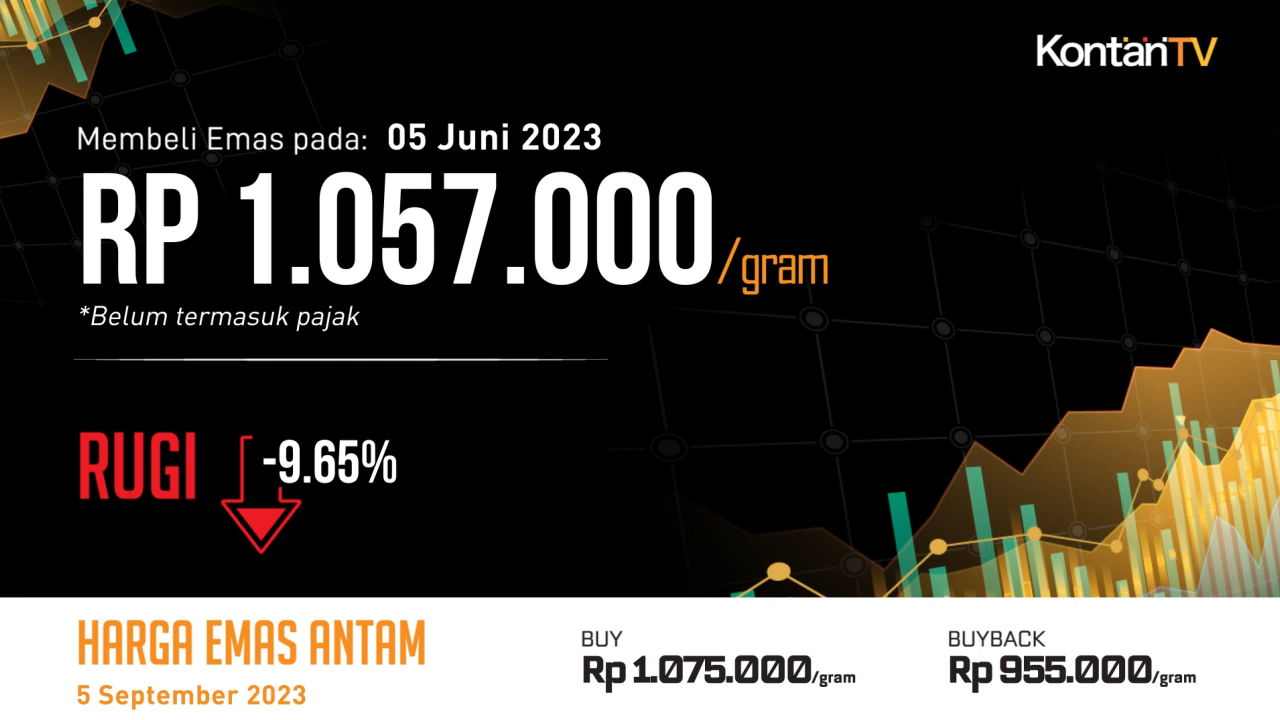 KontanTV
Membeli Emas pada: 05 Juni 2023
RP 1.057.000/gram
*Belum termasuk pajak
RUGI -9.65%
HARGA EMAS ANTAM
5 September 2023
BUY
Rp 1.075.000/gram
BUYBACK
Rp 955.000/gram